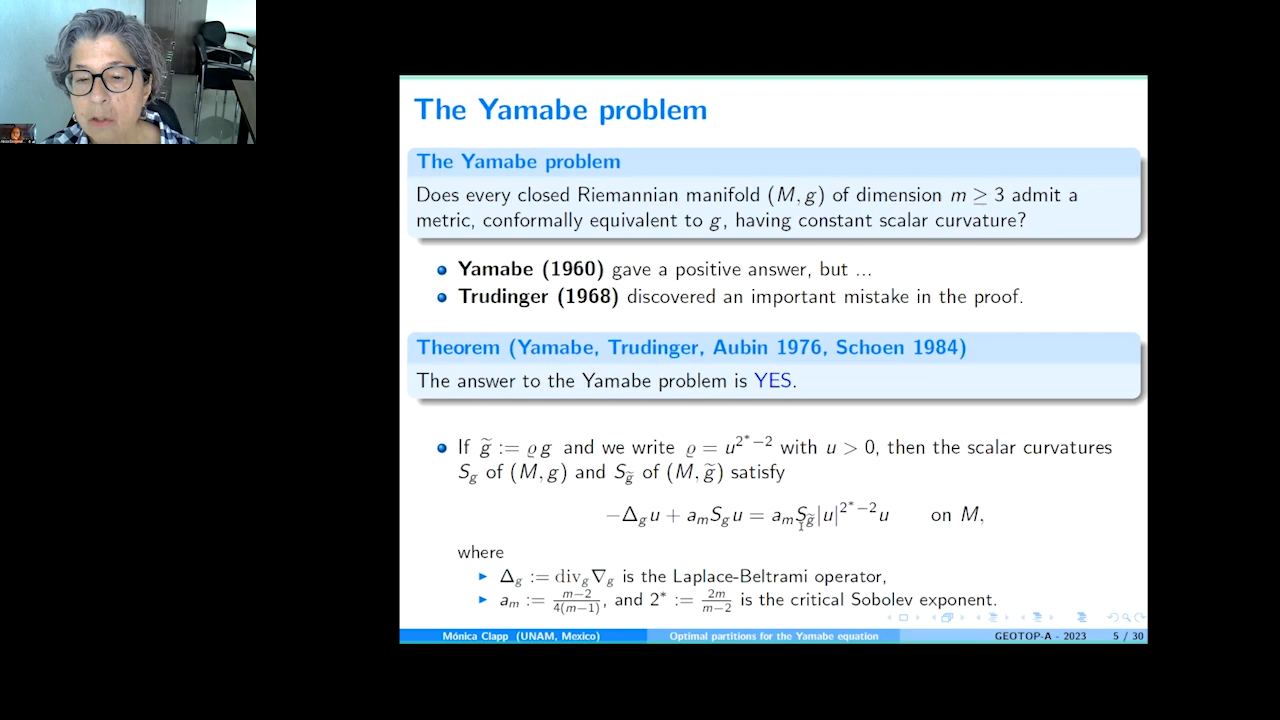 The Yamabe problem
The Yamabe problem
Does every closed Riemannian manifold (M, g) of dimension m ≥ 3 admit a
metric, conformally equivalent to g, having constant scalar curvature?
Yamabe (1960) gave a positive answer, but ...
Trudinger (1968) discovered an important mistake in the proof.
Theorem (Yamabe, Trudinger, Aubin 1976, Schoen 1984)
The answer to the Yamabe problem is YES.
If g̃ := ϱ g and we write ϱ = u^{2*−2} with u > 0, then the scalar curvatures
S_g of (M, g) and S_g̃ of (M, g̃) satisfy
−Δ_g u + a_m S_g u = a_m S_g̃ |u|^{2*−2} u on M,
where
Δ_g := div_g ∇_g is the Laplace-Beltrami operator,
a_m := \frac{m−2}{4(m−1)}, and 2* := \frac{2m}{m−2} is the critical Sobolev exponent.
Mónica Clapp (UNAM, Mexico) Optimal partitions for the Yamabe equation GEOTOP-A - 2023 5 / 30